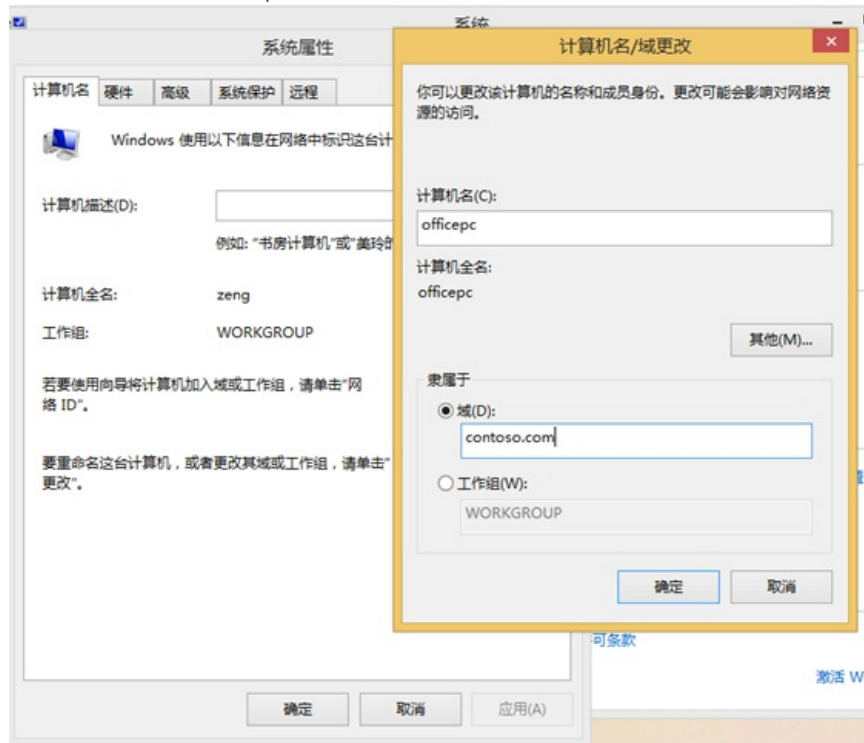 系统
系统属性
计算机名
硬件
高级
系统保护
远程
Windows 使用以下信息在网络中标识这台计
计算机描述(D):
例如: "书房计算机"或"美玲的
计算机全名:
zeng
工作组:
WORKGROUP
若要使用向导将计算机加入域或工作组，请单击"网
络 ID"。
要重命名这台计算机，或者更改其域或工作组，请单击"
更改"。
确定
取消
应用(A)
计算机名/域更改
你可以更改该计算机的名称和成员身份。更改可能会影响对网络资
源的访问。
计算机名(C):
officepc
计算机全名:
officepc
其他(M)...
隶属于
域(D):
contoso.com
工作组(W):
WORKGROUP
确定
取消
可条款
激活 W